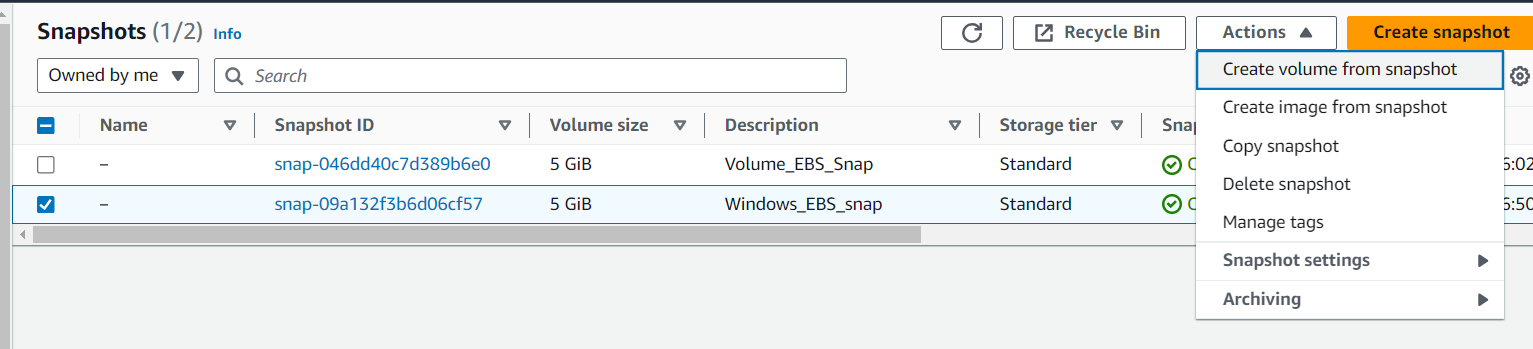 Snapshots (1/2) Info
Recycle Bin
Actions
Create snapshot
Owned by me
Search
Create volume from snapshot
Name Snapshot ID Volume size Description Storage tier
Create image from snapshot
Copy snapshot
– snap-046dd40c7d389b6e0 5 GiB Volume_EBS_Snap Standard
Delete snapshot
– snap-09a132f3b6d06cf57 5 GiB Windows_EBS_snap Standard
Manage tags
Snapshot settings
Archiving